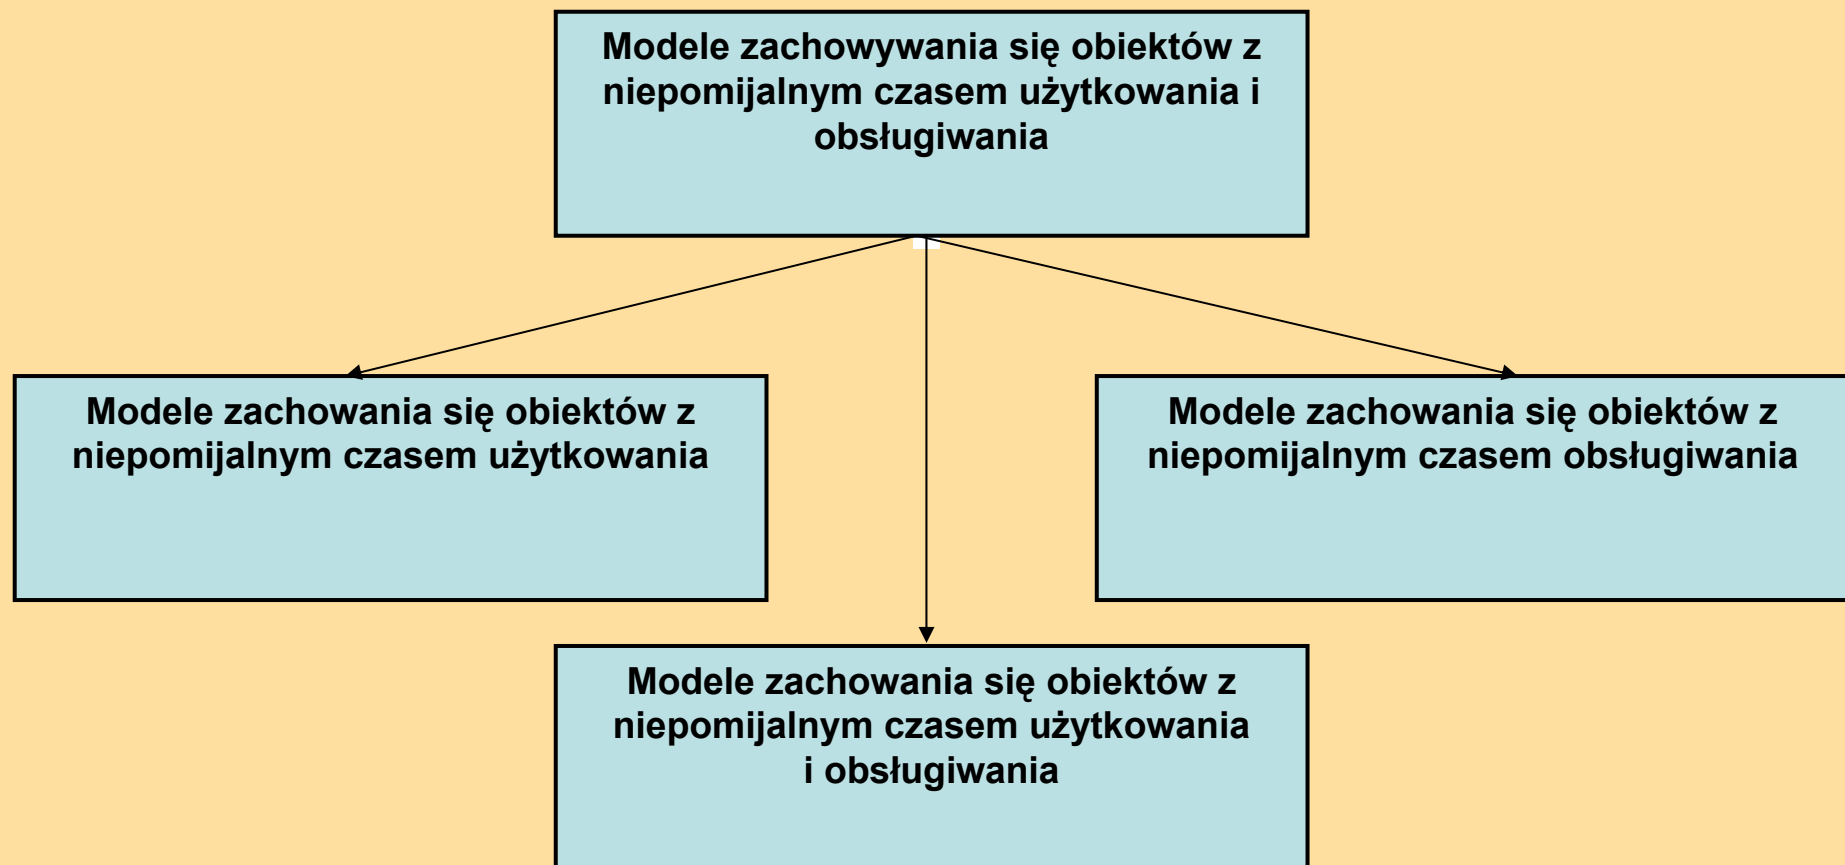 Modele zachowywania się obiektów z
niepomijalnym czasem użytkowania i
obsługiwania
Modele zachowania się obiektów z
niepomijalnym czasem użytkowania
Modele zachowania się obiektów z
niepomijalnym czasem obsługiwania
Modele zachowania się obiektów z
niepomijalnym czasem użytkowania
i obsługiwania